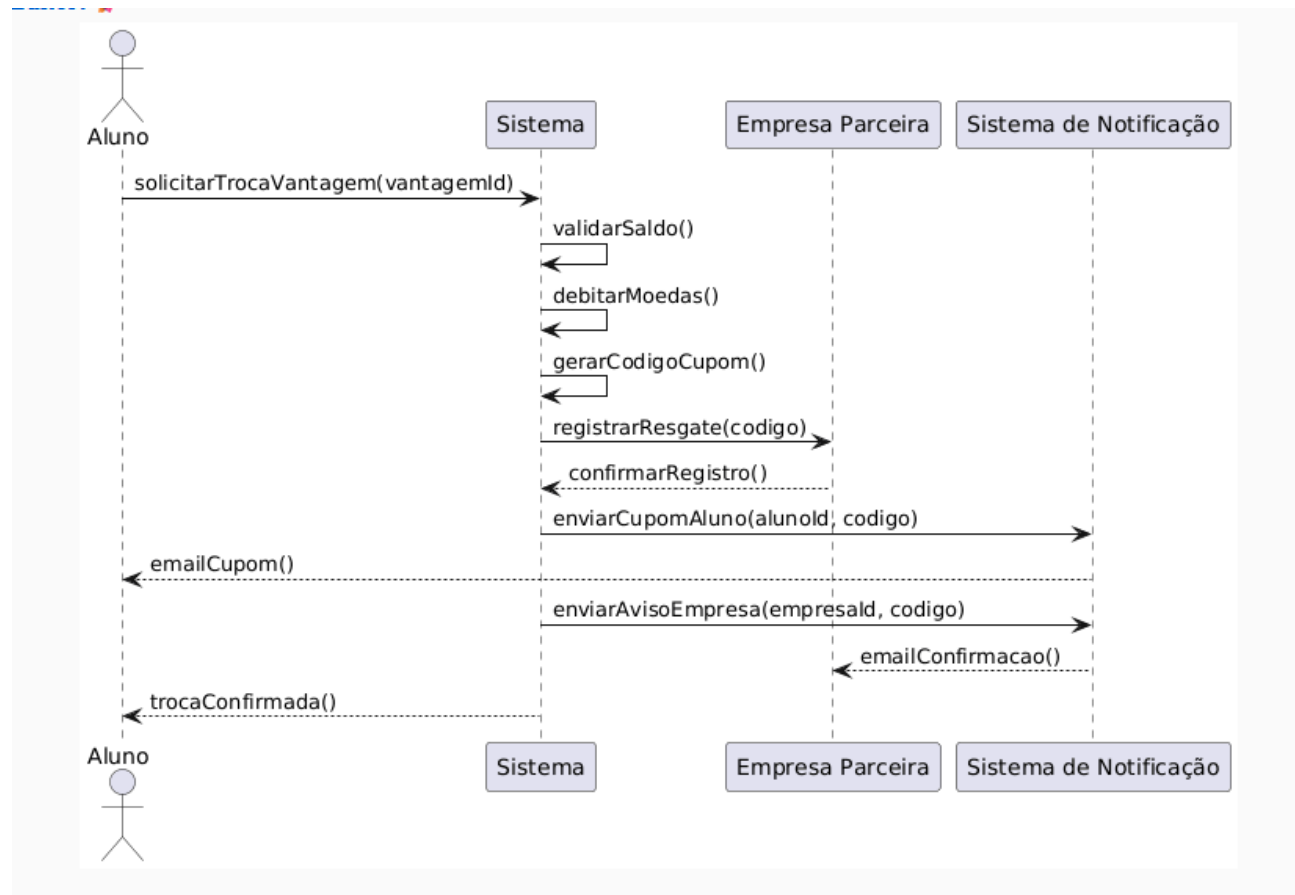 Aluno
Sistema
Empresa Parceira
Sistema de Notificação
solicitarTrocaVantagem(vantagemId)
validarSaldo()
debitarMoedas()
gerarCodigoCupom()
registrarResgate(codigo)
confirmarRegistro()
enviarCupomAluno(alunoId, codigo)
emailCupom()
enviarAvisoEmpresa(empresaId, codigo)
emailConfirmacao()
trocaConfirmada()
Aluno
Sistema
Empresa Parceira
Sistema de Notificação